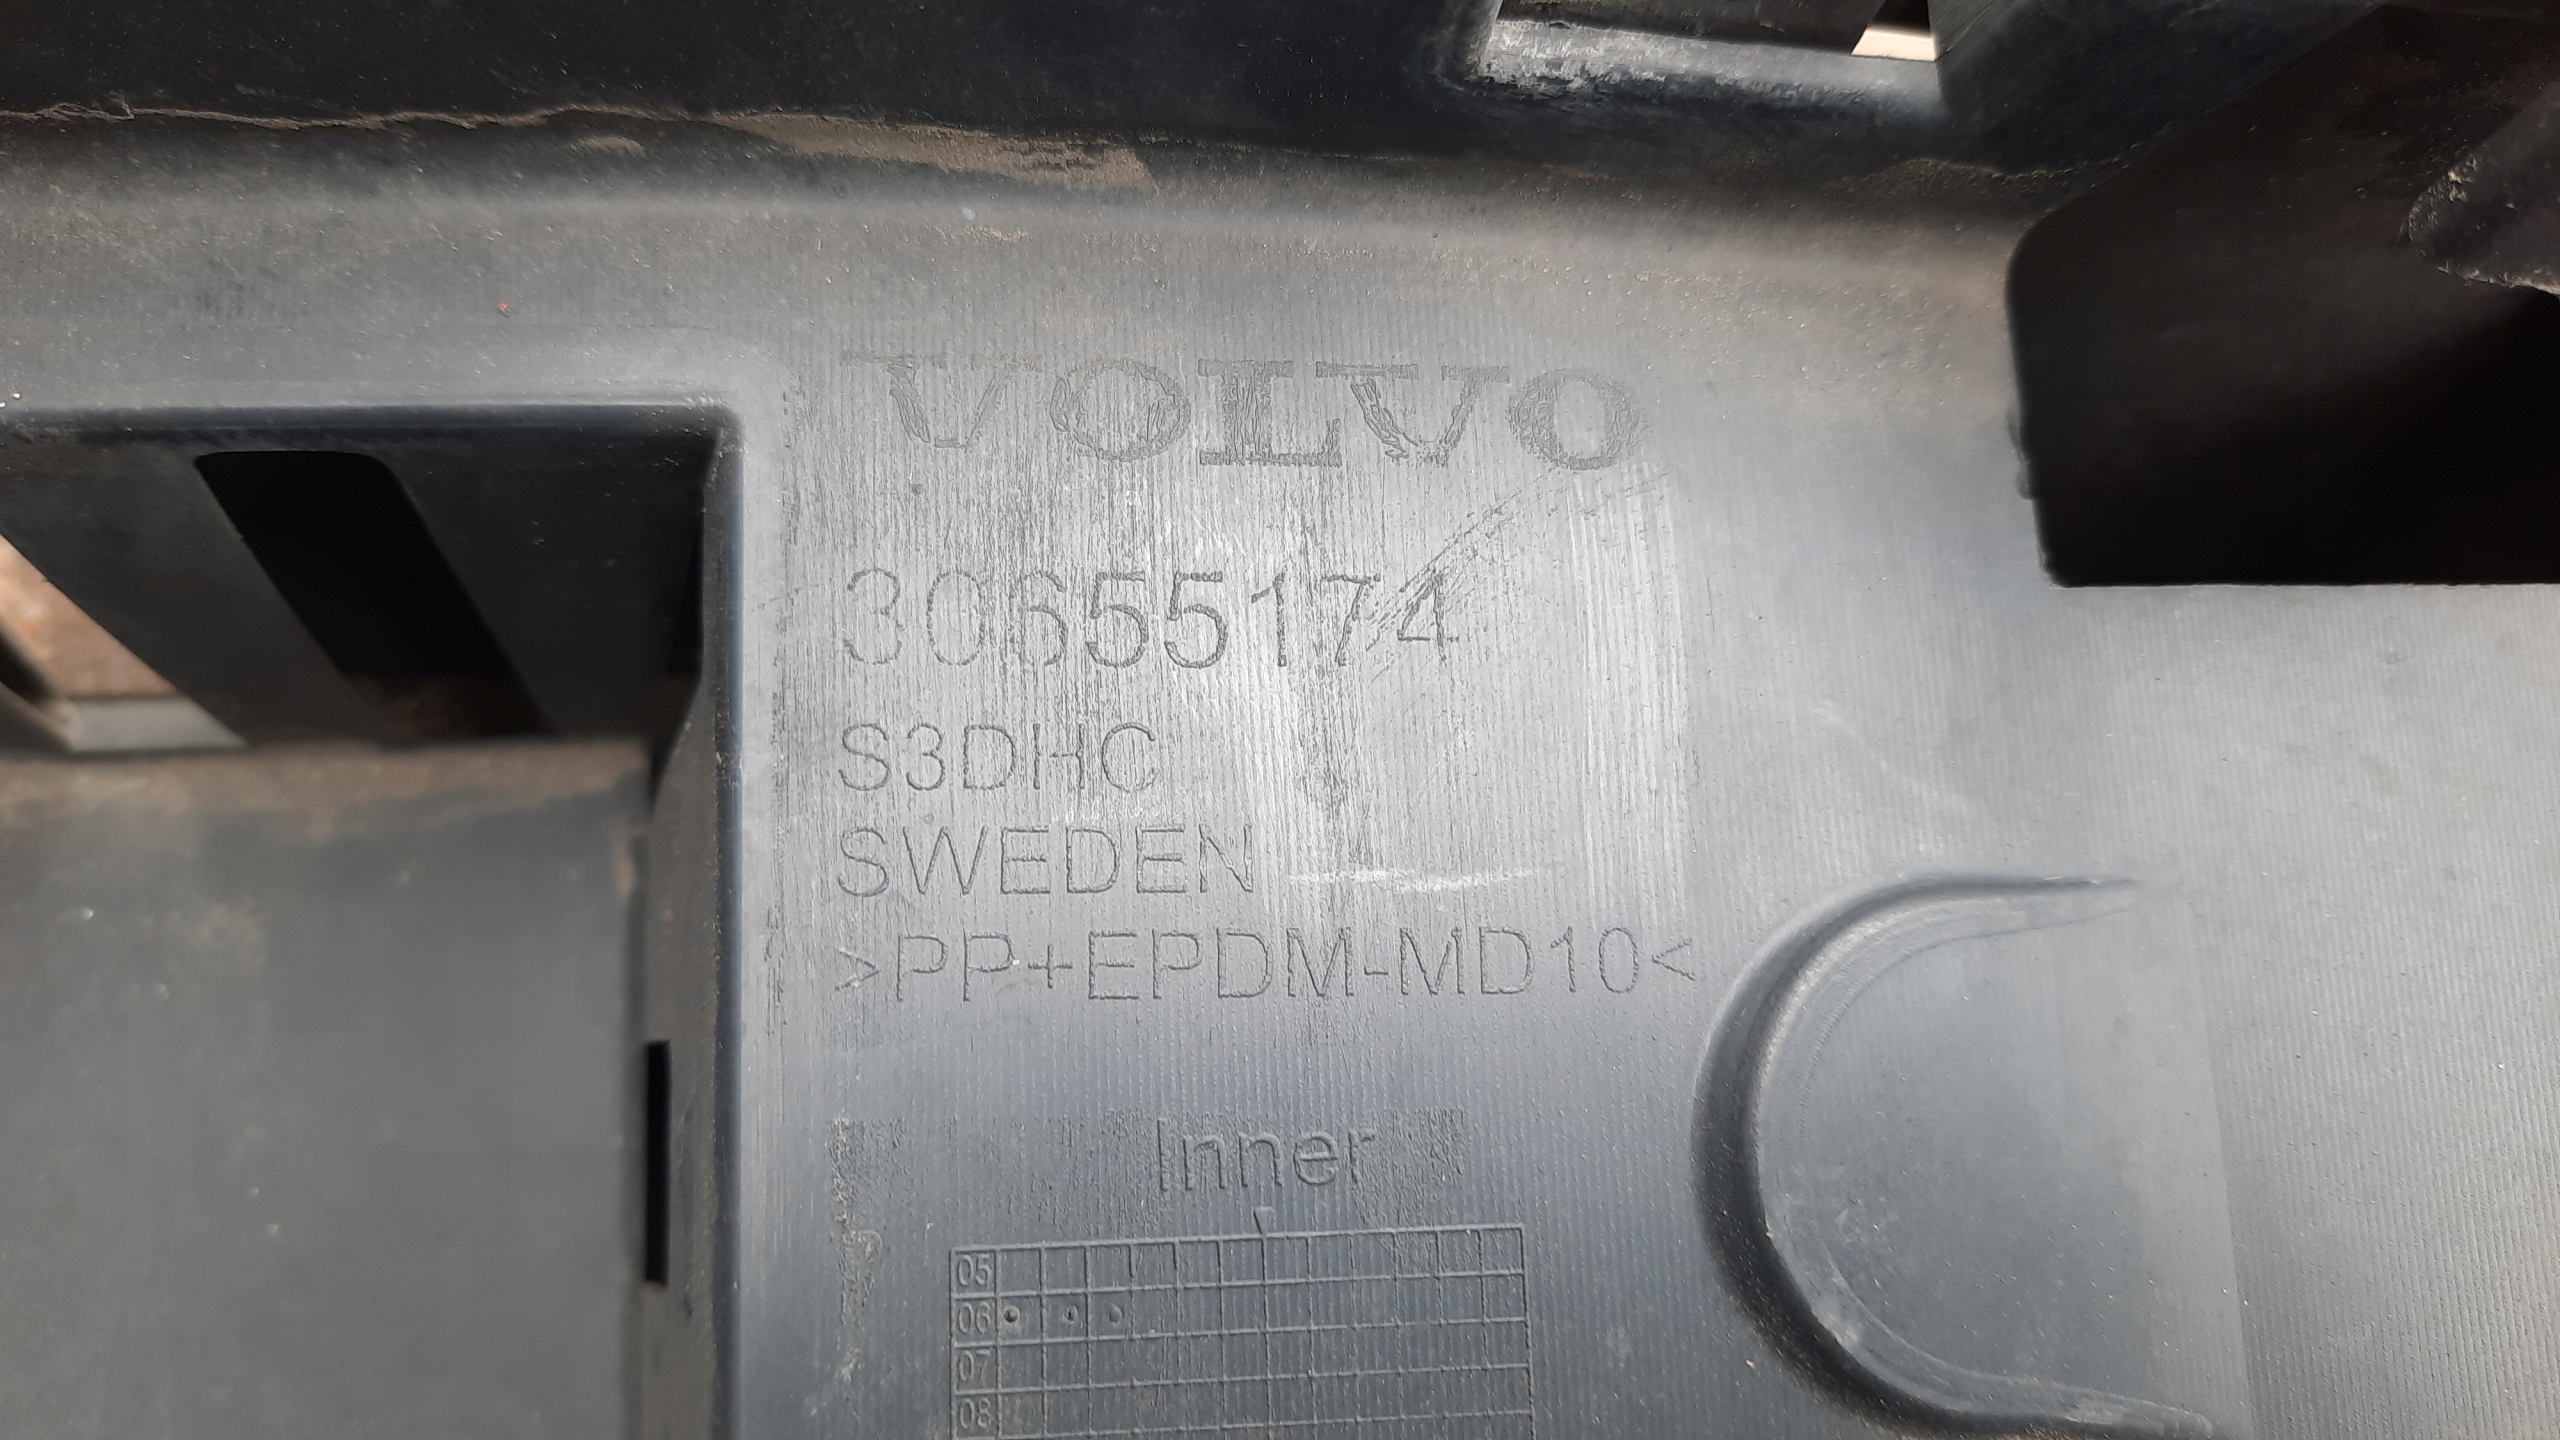 VOLVO
30655174
S3DHC
SWEDEN
>PP+EPDM-MD10<
Inner
05
06
07
08